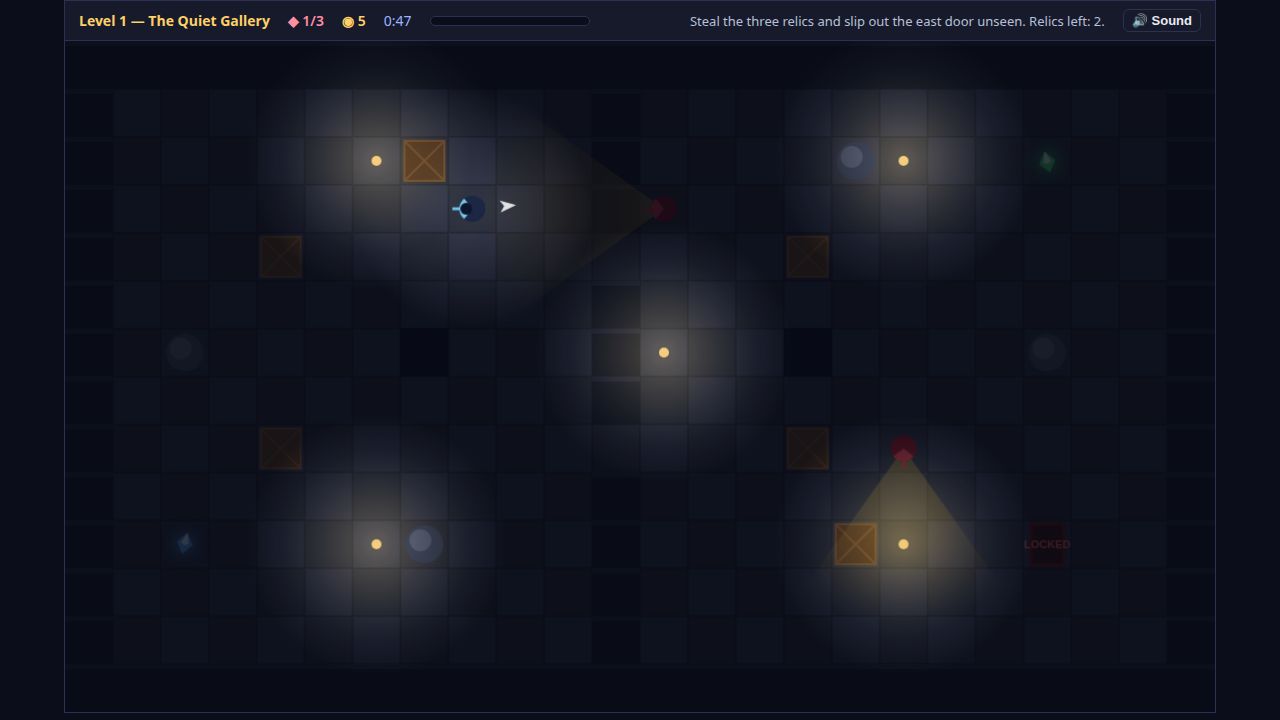 Level 1 — The Quiet Gallery ◆ 1/3 ◉ 5 0:47 Steal the three relics and slip out the east door unseen. Relics left: 2. 🔊 Sound
LOCKED